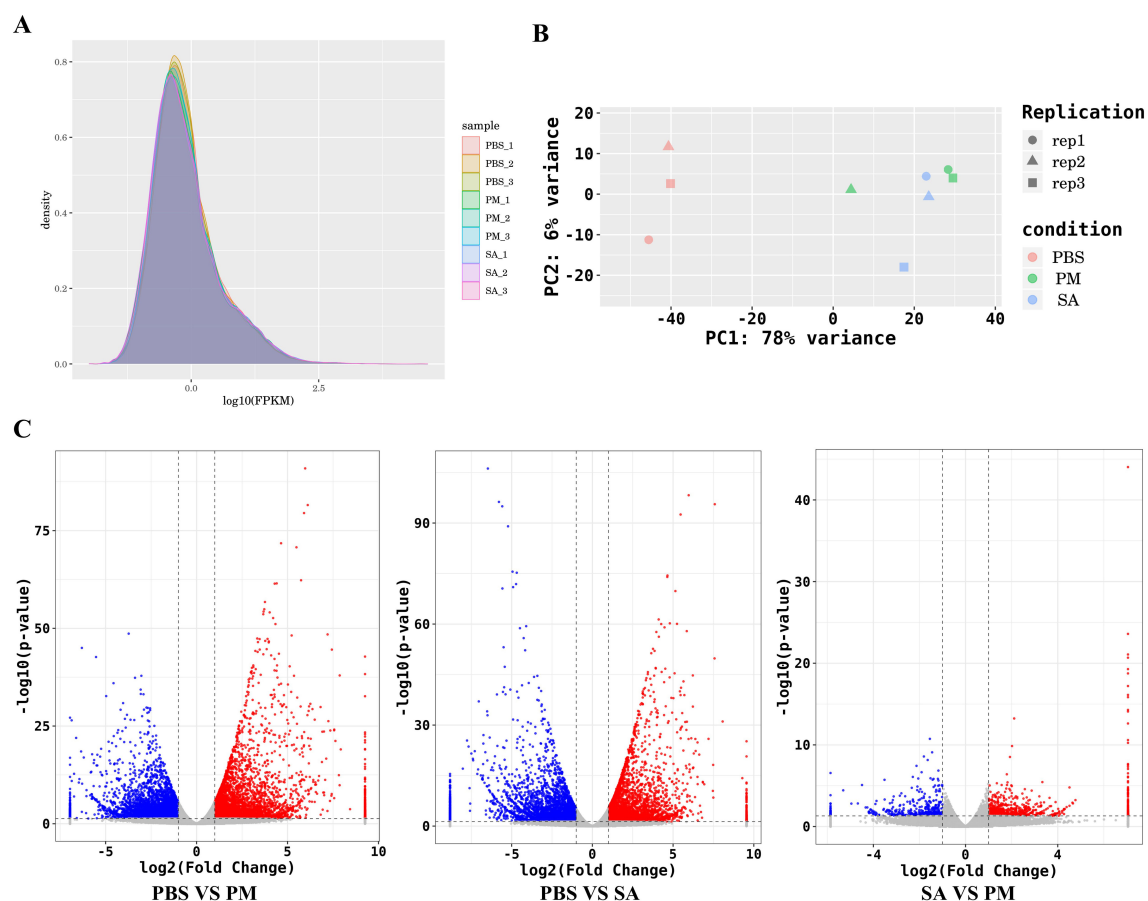 A
0.8
0.6
0.4
0.2
0.0
density
0.0
2.5
log10(FPKM)
sample
PBS_1
PBS_2
PBS_3
PM_1
PM_2
PM_3
SA_1
SA_2
SA_3
B
20
10
0
-10
-20
PC2: 6% variance
-40
-20
0
20
40
PC1: 78% variance
Replication
rep1
rep2
rep3
condition
PBS
PM
SA
C
75
50
25
0
-log10(p-value)
-5
0
5
10
log2(Fold Change)
PBS VS PM
90
60
30
0
-log10(p-value)
-5
0
5
10
log2(Fold Change)
PBS VS SA
40
30
20
10
0
-log10(p-value)
-4
0
4
log2(Fold Change)
SA VS PM